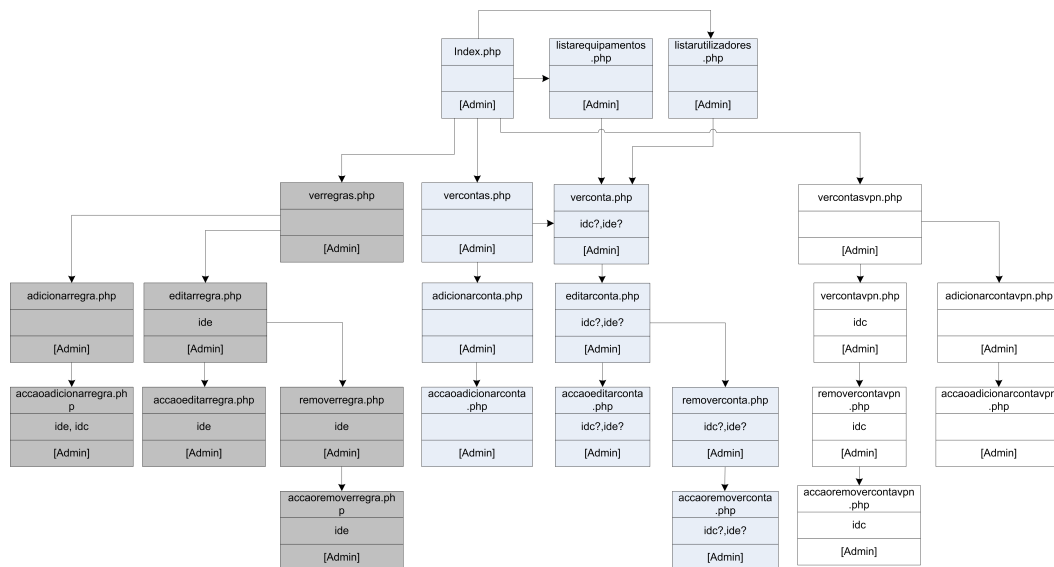 Index.php
[Admin]
listarequipamentos
.php
[Admin]
listarutilizadores
.php
[Admin]
verregras.php
[Admin]
vercontas.php
[Admin]
verconta.php
idc?,ide?
[Admin]
vercontasvpn.php
[Admin]
adicionarregra.php
[Admin]
editarregra.php
ide
[Admin]
adicionarconta.php
[Admin]
editarconta.php
idc?,ide?
[Admin]
vercontavpn.php
idc
[Admin]
adicionarcontavpn.php
[Admin]
accaoadicionarregra.ph
p
ide, idc
[Admin]
accaoeditarregra.php
ide
[Admin]
removerregra.php
ide
[Admin]
accaoadicionarconta
.php
[Admin]
accaoeditarconta
.php
idc?,ide?
[Admin]
removerconta.php
idc?,ide?
[Admin]
removercontavpn
.php
idc
[Admin]
accaoadicionarcontavpn
.php
[Admin]
accaoremoverregra.ph
p
ide
[Admin]
accaoremoverconta
.php
idc?,ide?
[Admin]
accaoremovercontavpn
.php
idc
[Admin]